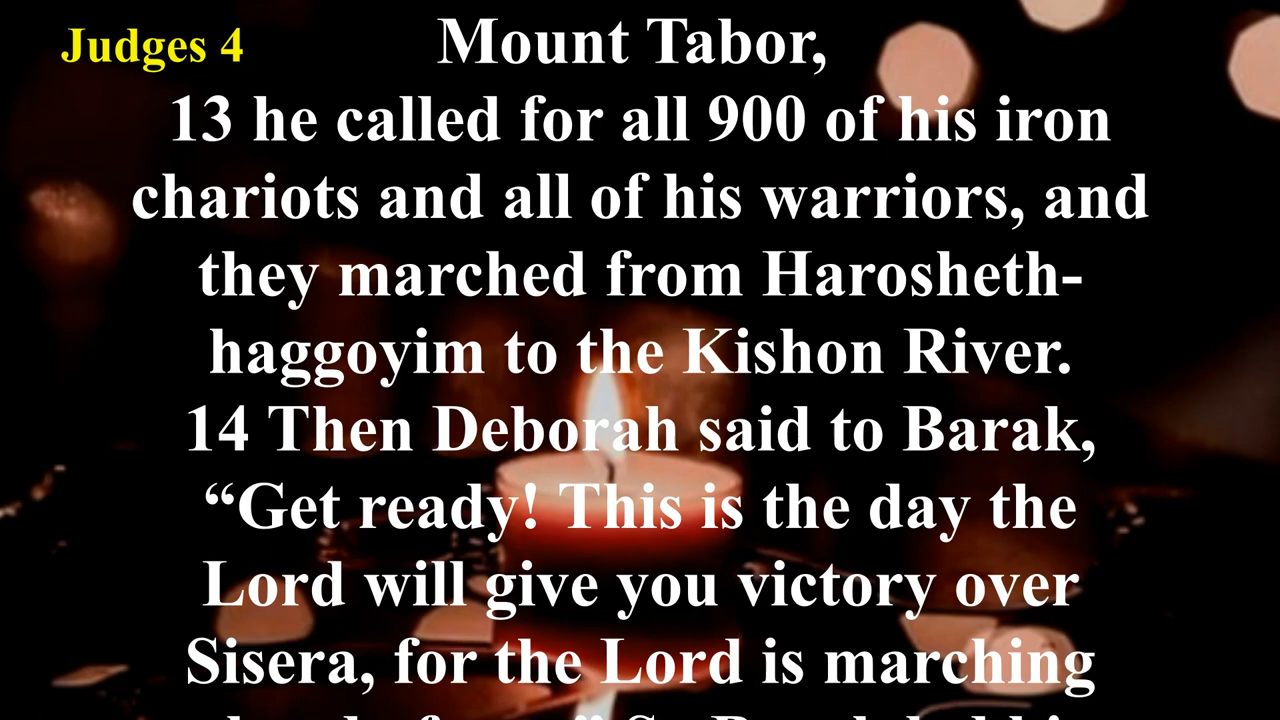 Judges 4
Mount Tabor,
13 he called for all 900 of his iron
chariots and all of his warriors, and
they marched from Harosheth-
haggoyim to the Kishon River.
14 Then Deborah said to Barak,
“Get ready! This is the day the
Lord will give you victory over
Sisera, for the Lord is marching